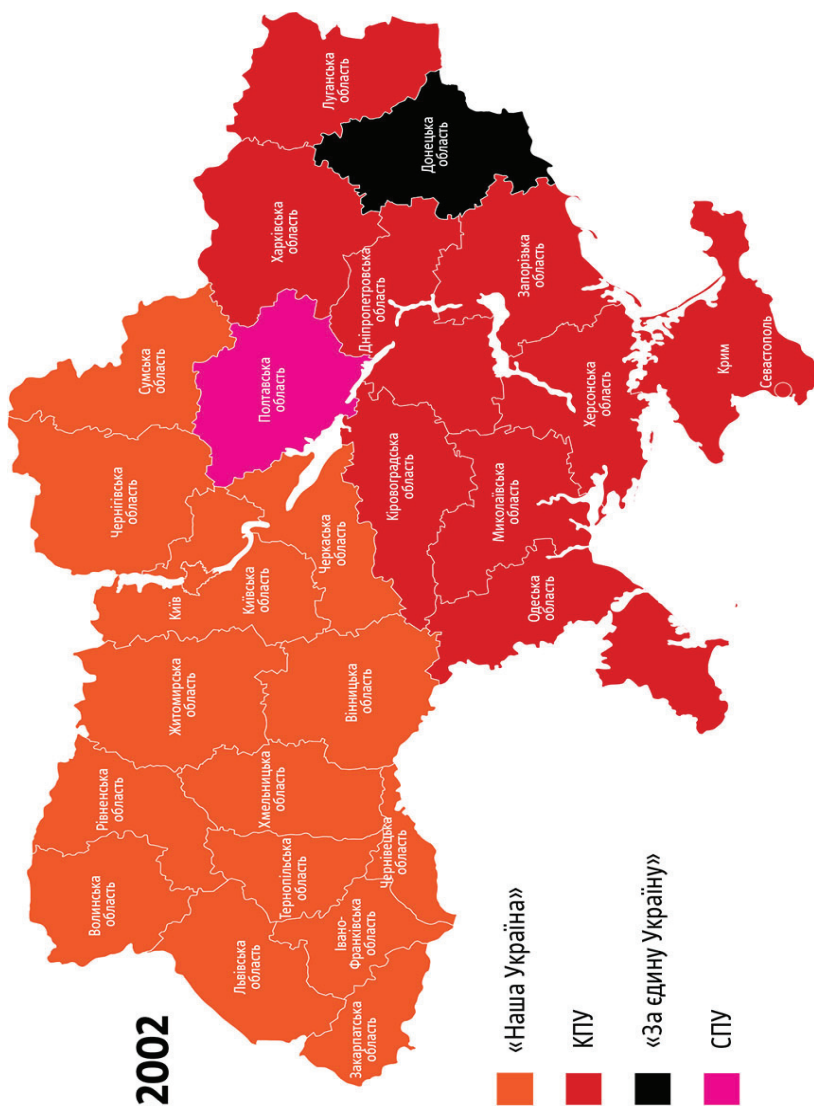 2002
Волинська
область
Рівненська
область
Житомирська
область
Київ
Київська
область
Чернігівська
область
Сумська
область
Львівська
область
Тернопільська
область
Хмельницька
область
Вінницька
область
Черкаська
область
Полтавська
область
Харківська
область
Луганська
область
Закарпатська
область
Івано-
Франківська
область
Чернівецька
область
Кіровоградська
область
Дніпропетровська
область
Донецька
область
Одеська
область
Миколаївська
область
Херсонська
область
Запорізька
область
Крим
Севастополь
«Наша Україна»
КПУ
«За єдину Україну»
СПУ